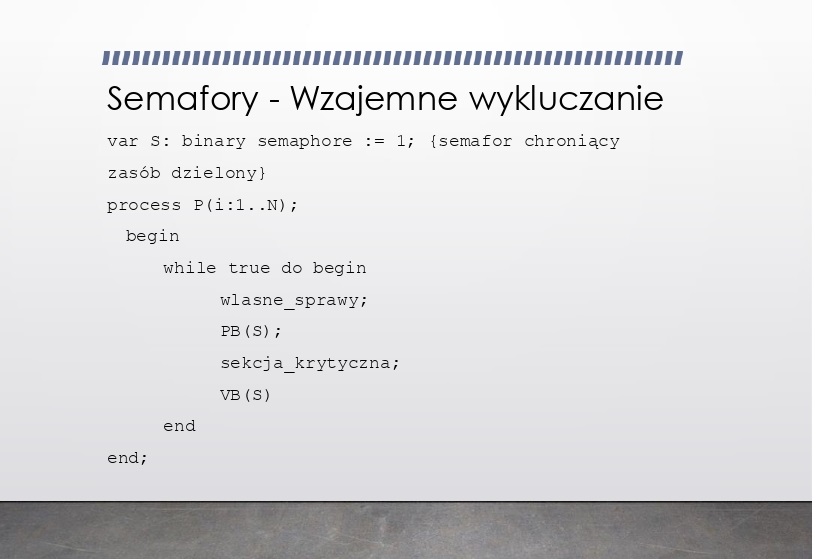 Semafory - Wzajemne wykluczanie
var S: binary semaphore := 1; {semafor chroniący
zasób dzielony}
process P(i:1..N);
begin
while true do begin
wlasne_sprawy;
PB(S);
sekcja_krytyczna;
VB(S)
end
end;